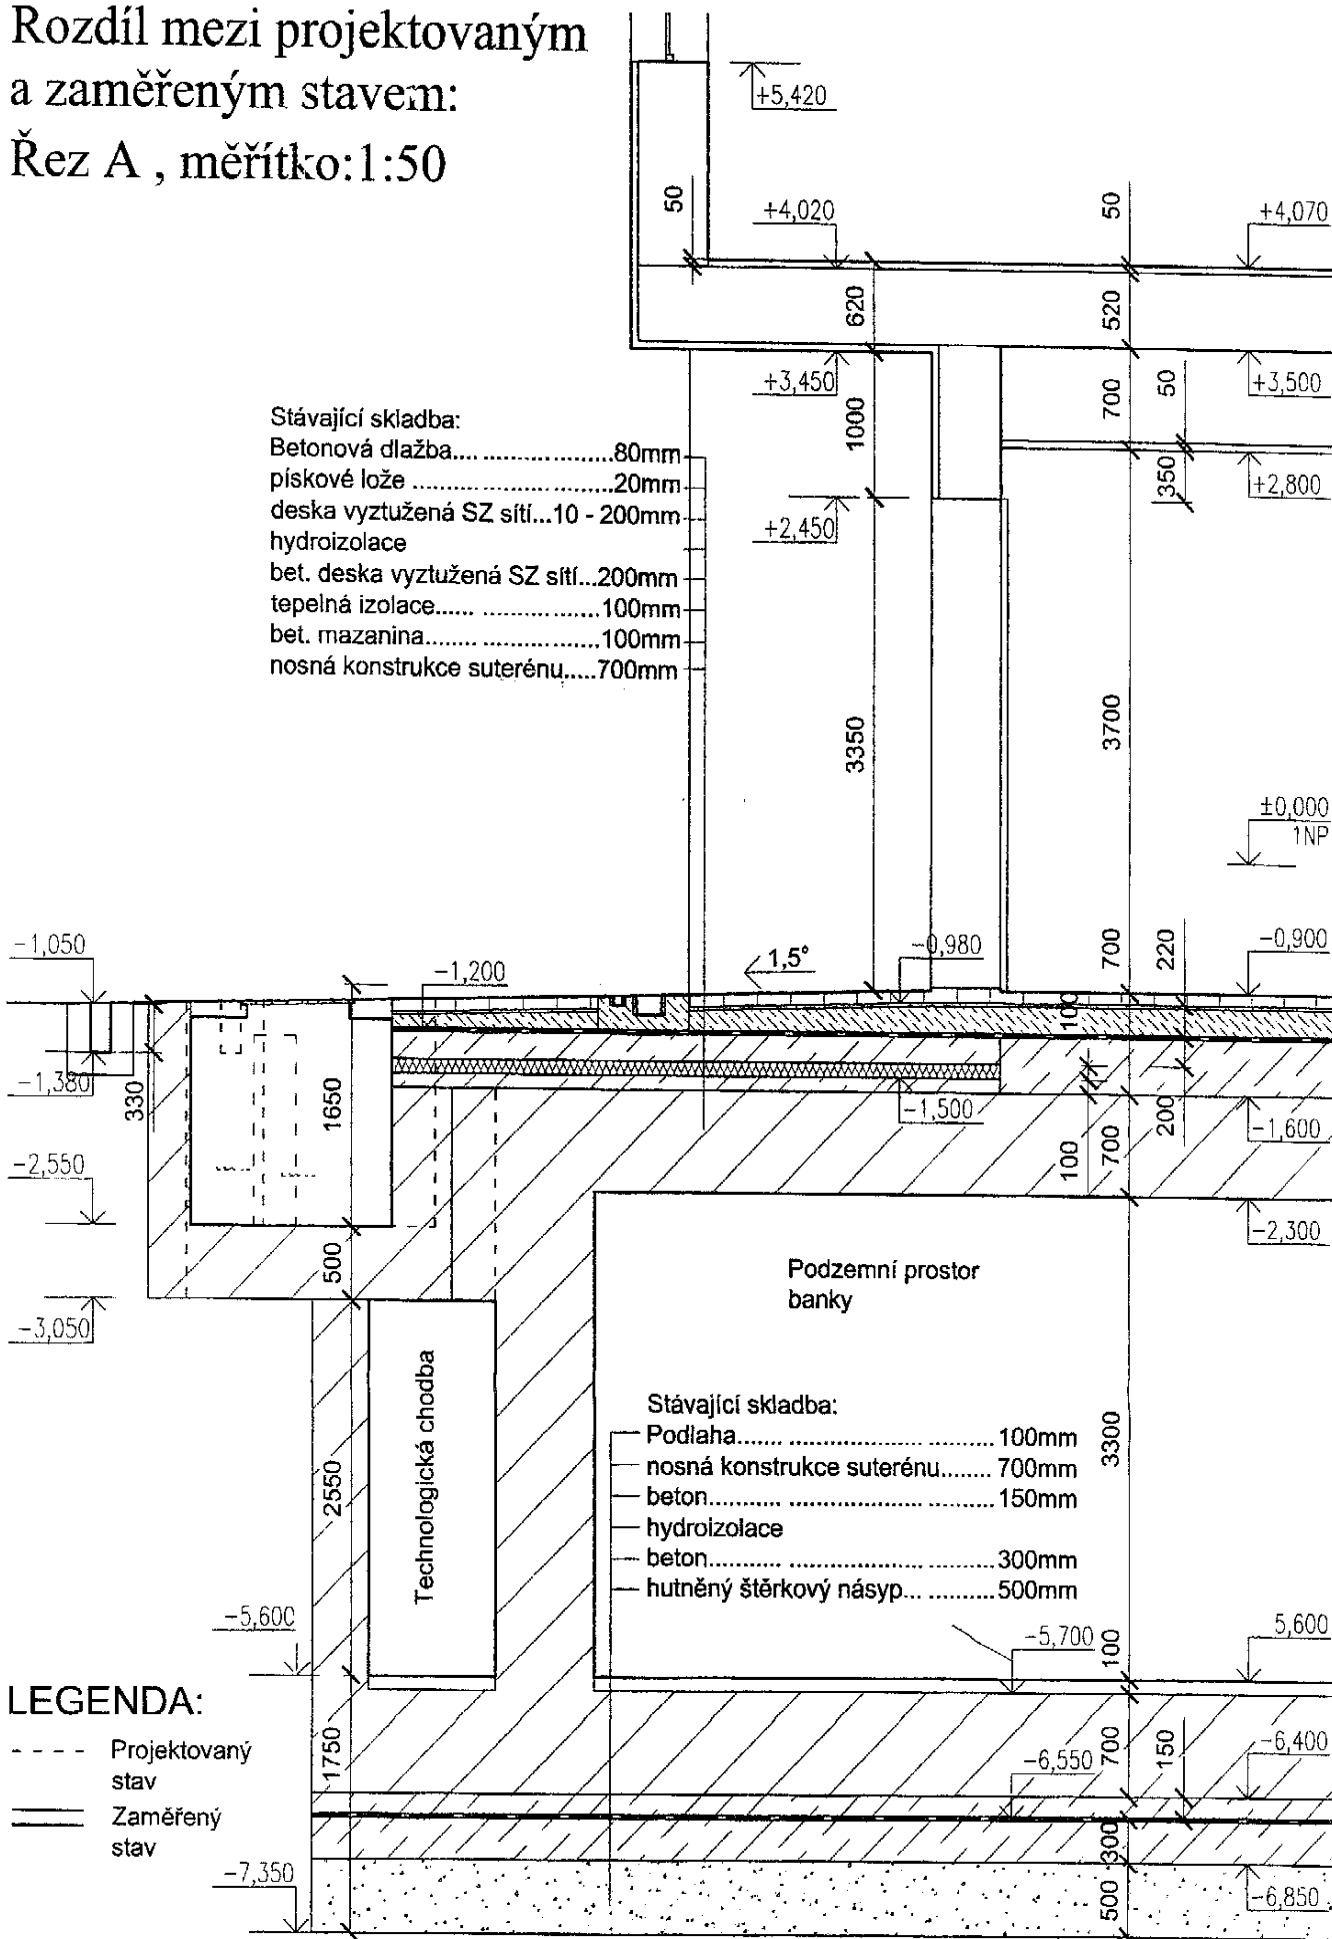 Rozdíl mezi projektovaným
a zaměřeným stavem:
Řez A , měřítko:1:50
+5,420
50
+4,020
50
+4,070
620
520
+3,450
1000
700
50
+3,500
350
+2,800
+2,450
Stávající skladba:
Betonová dlažba.... ..................80mm
pískové lože ............................20mm
deska vyztužená SZ sítí...10 - 200mm
hydroizolace
bet. deska vyztužená SZ sítí...200mm
tepelná izolace...... .................100mm
bet. mazanina........ .................100mm
nosná konstrukce suterénu.....700mm
3350
3700
±0,000
1NP
-1,050
-1,200
1,5°
-0,980
700
220
-0,900
100
-1,380
330
1650
-1,500
100
700
200
-1,600
-2,550
500
-2,300
-3,050
Podzemní prostor
banky
Technologická chodba
2550
Stávající skladba:
Podlaha....... ...................... .......... 100mm
nosná konstrukce suterénu........ 700mm
beton........... ...................... ..........150mm
hydroizolace
beton........... ...................... ..........300mm
hutněný štěrkový násyp... ...........500mm
3300
-5,600
-5,700
100
5,600
LEGENDA:
Projektovaný
stav
Zaměřený
stav
1750
-6,550
700
150
-6,400
300
-7,350
500
-6,850